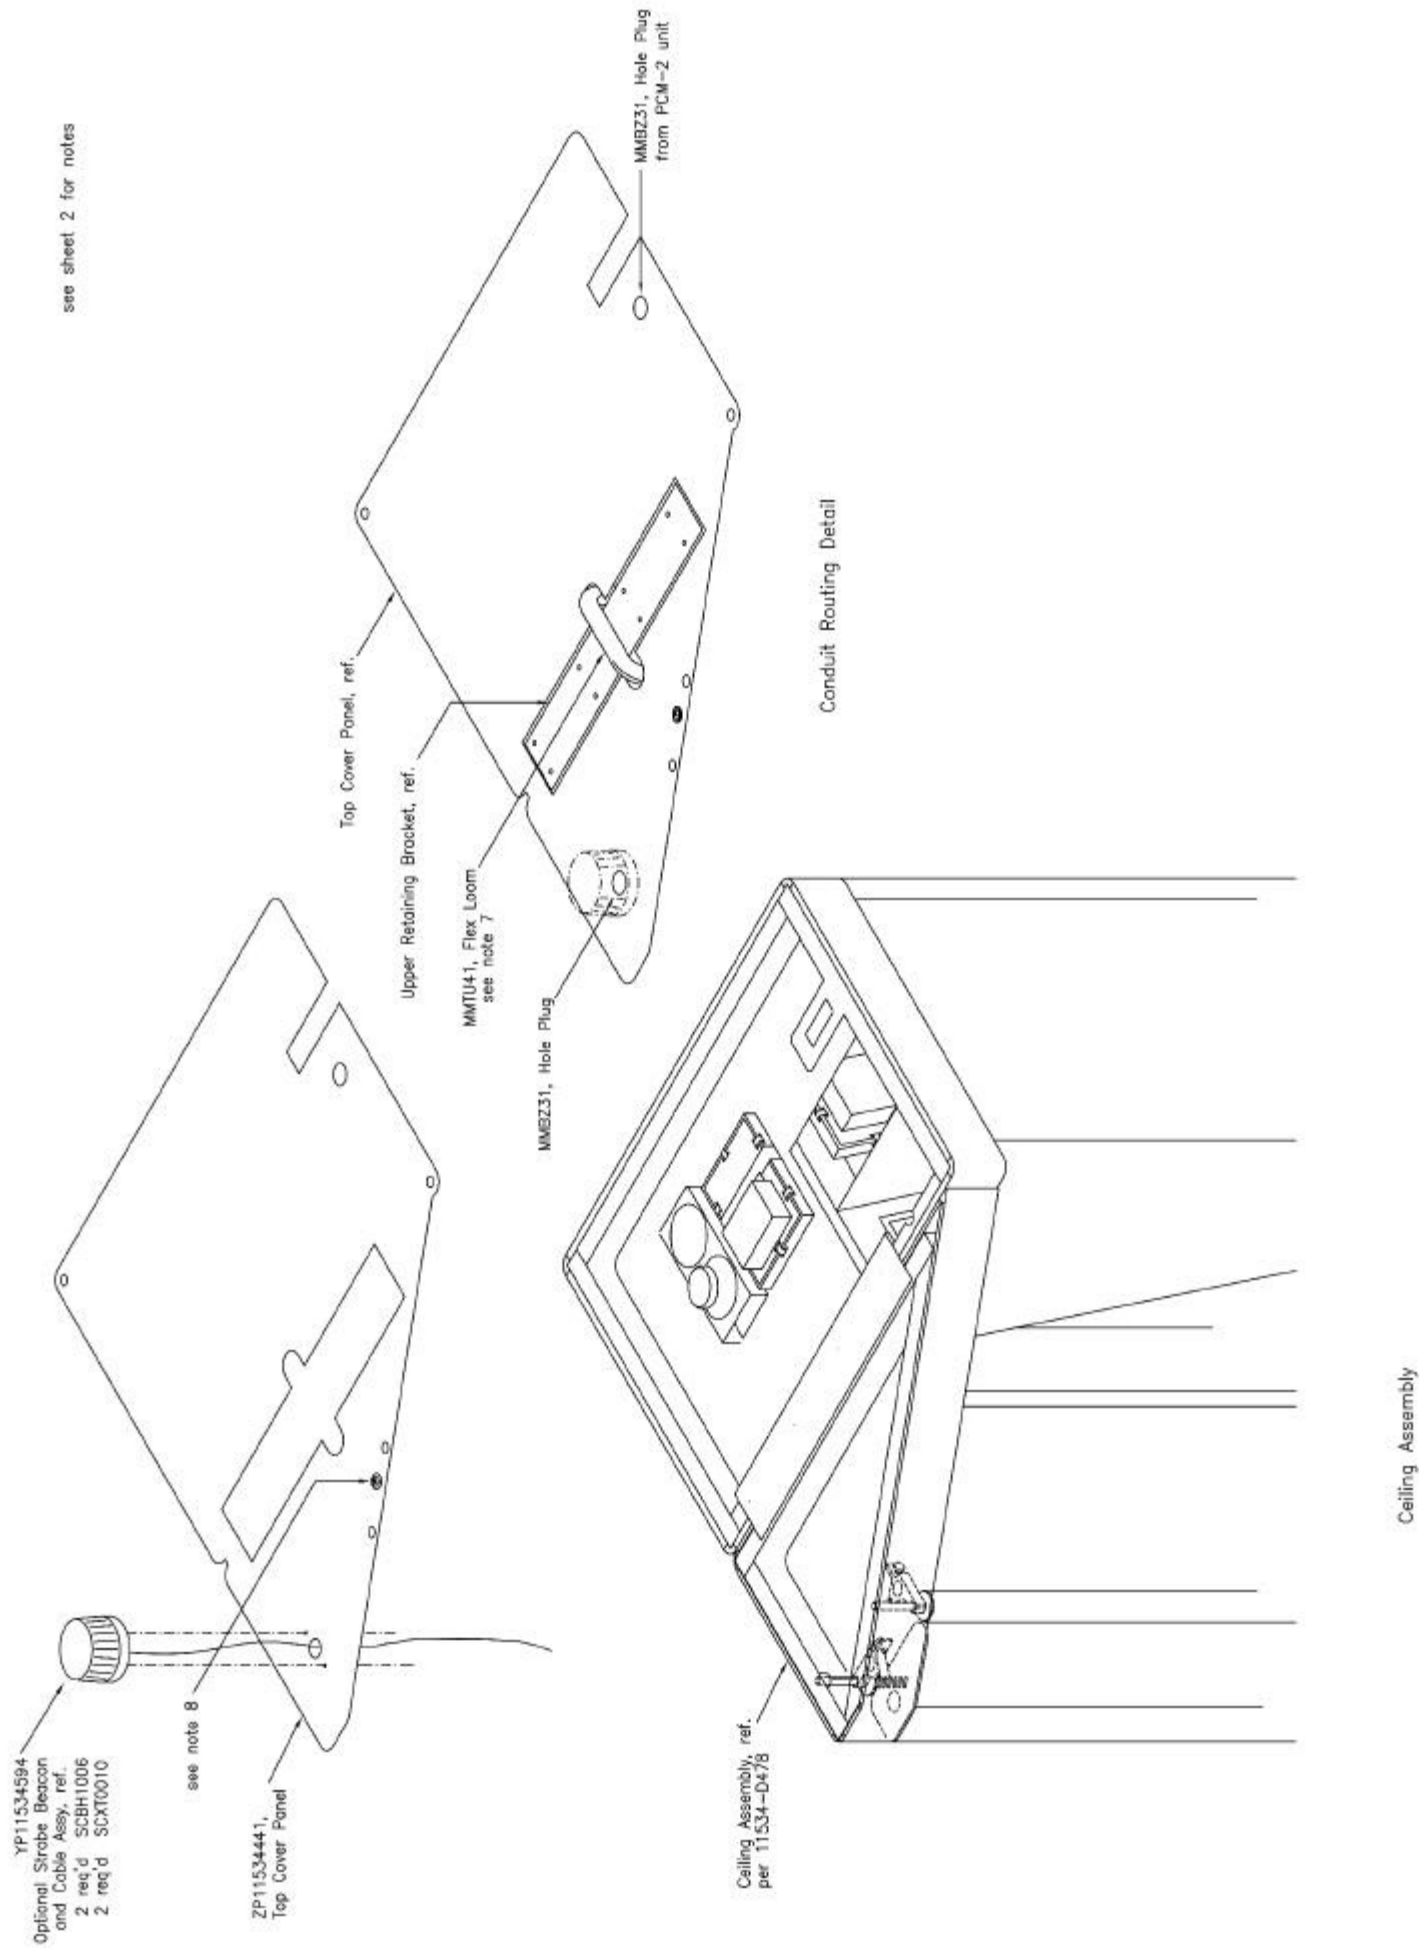 YP11534594
Optional Strobe Beacon
and Cable Assy, ref.
2 req'd SCBH1006
2 req'd SCXT0010
see note 8
ZP11534441,
Top Cover Panel
see sheet 2 for notes
Top Cover Panel, ref.
Upper Retaining Bracket, ref.
MMTU41, Flex Loom
see note 7
MMBZ31, Hole Plug
MMBZ31, Hole Plug
from PCM-2 unit
Conduit Routing Detail
Ceiling Assembly, ref.
per 11534-D478
Ceiling Assembly